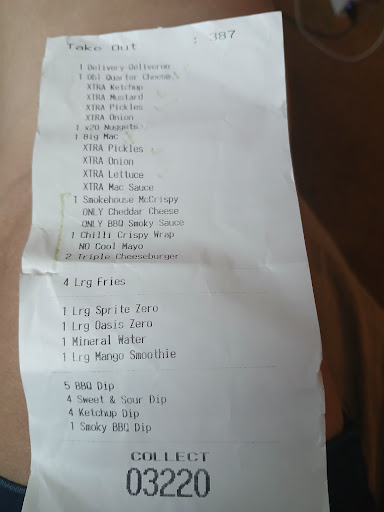 Take Out : 387
1 Delivery-Deliveroo
1 Dbl Quarter Cheese
XTRA Ketchup
XTRA Mustard
XTRA Pickles
XTRA Onion
1 x20 Nuggets
1 Big Mac
XTRA Pickles
XTRA Onion
XTRA Lettuce
XTRA Mac Sauce
1 Smokehouse McCrispy
ONLY Cheddar Cheese
ONLY BBQ Smoky Sauce
1 Chilli Crispy Wrap
NO Cool Mayo
2 Triple Cheeseburger
4 Lrg Fries
1 Lrg Sprite Zero
1 Lrg Oasis Zero
1 Mineral Water
1 Lrg Mango Smoothie
5 BBQ Dip
4 Sweet & Sour Dip
4 Ketchup Dip
1 Smoky BBQ Dip
COLLECT
03220